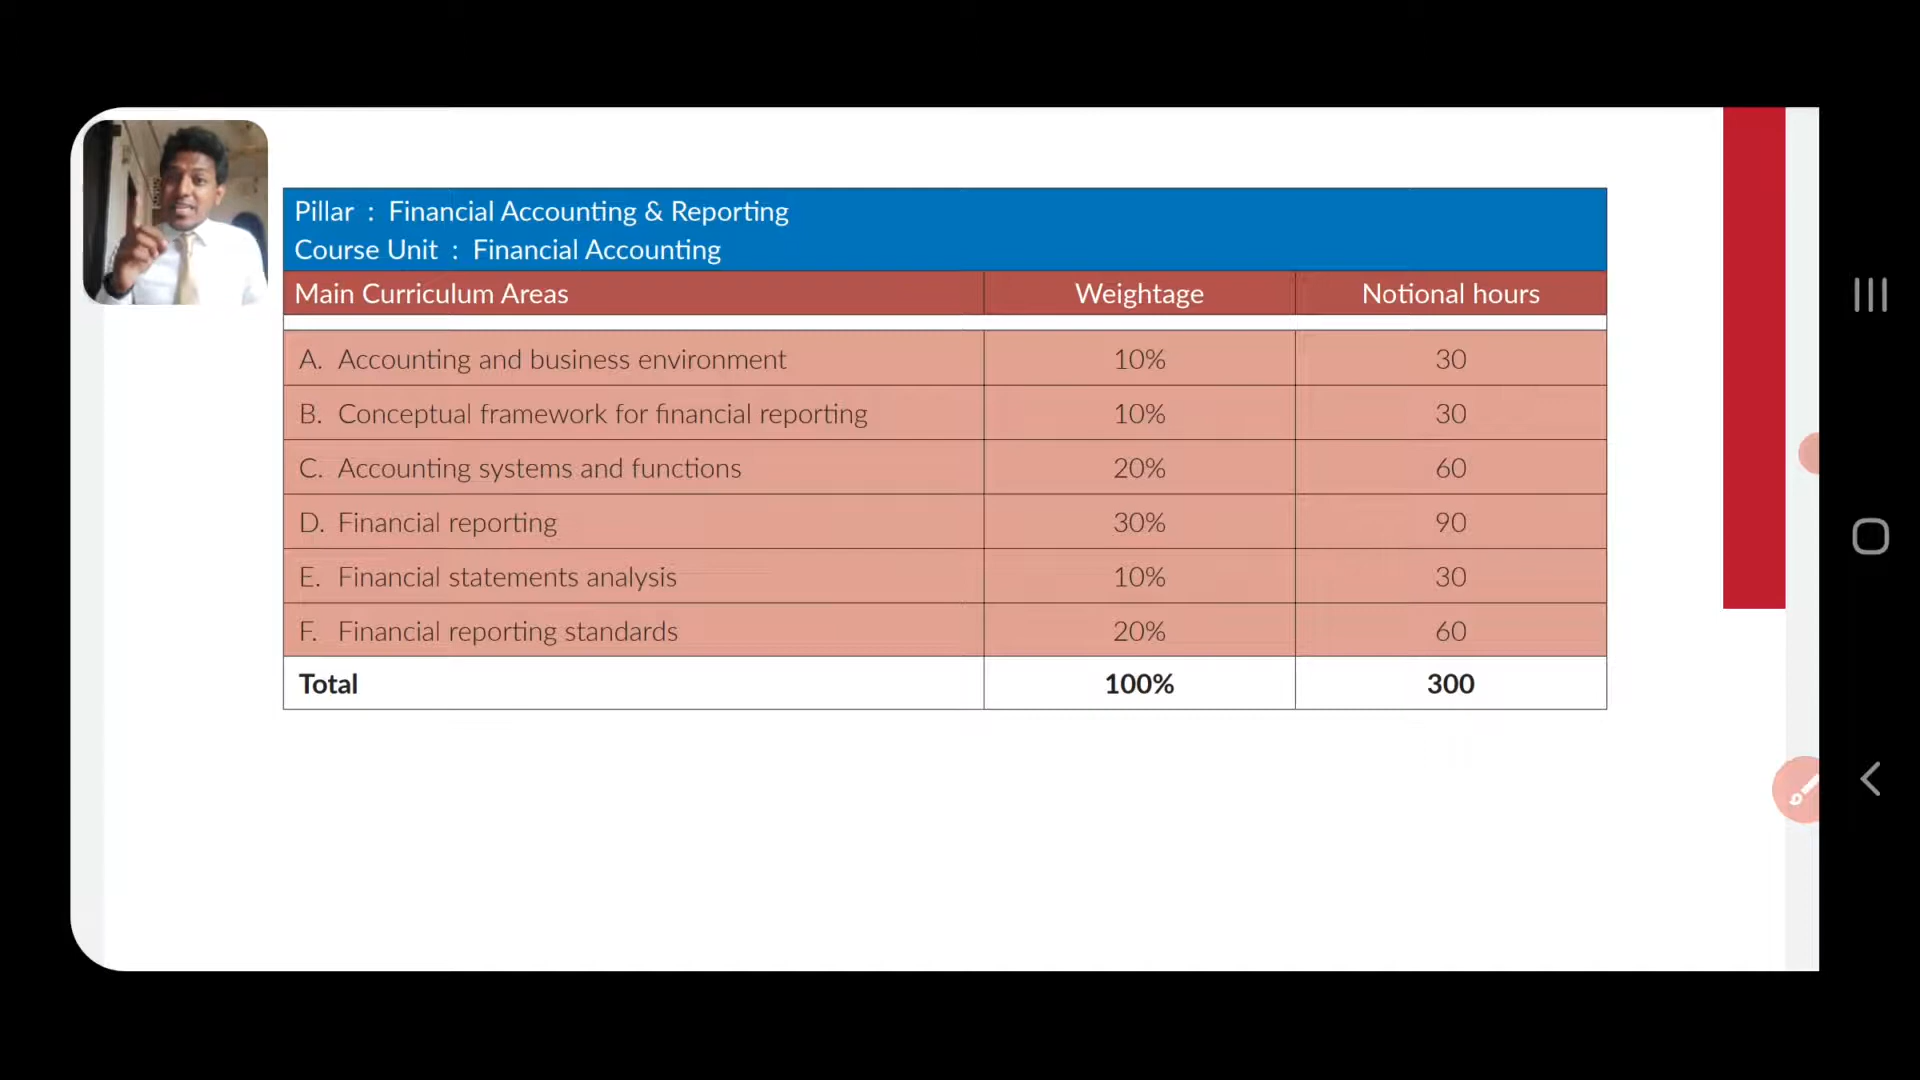 Pillar : Financial Accounting & Reporting
Course Unit : Financial Accounting
Main Curriculum Areas Weightage Notional hours
A. Accounting and business environment 10% 30
B. Conceptual framework for financial reporting 10% 30
C. Accounting systems and functions 20% 60
D. Financial reporting 30% 90
E. Financial statements analysis 10% 30
F. Financial reporting standards 20% 60
Total 100% 300